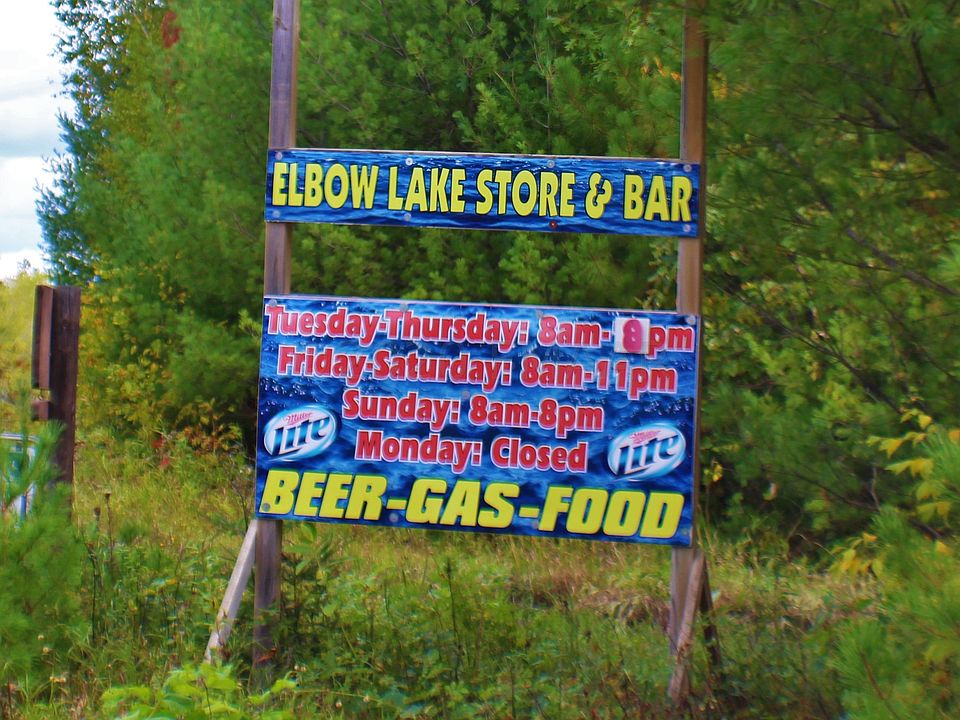 ELBOW LAKE STORE & BAR
Tuesday-Thursday: 8am-9pm
Friday-Saturday: 8am-11pm
Sunday: 8am-8pm
Monday: Closed
Miller Lite
Miller Lite
BEER-GAS-FOOD